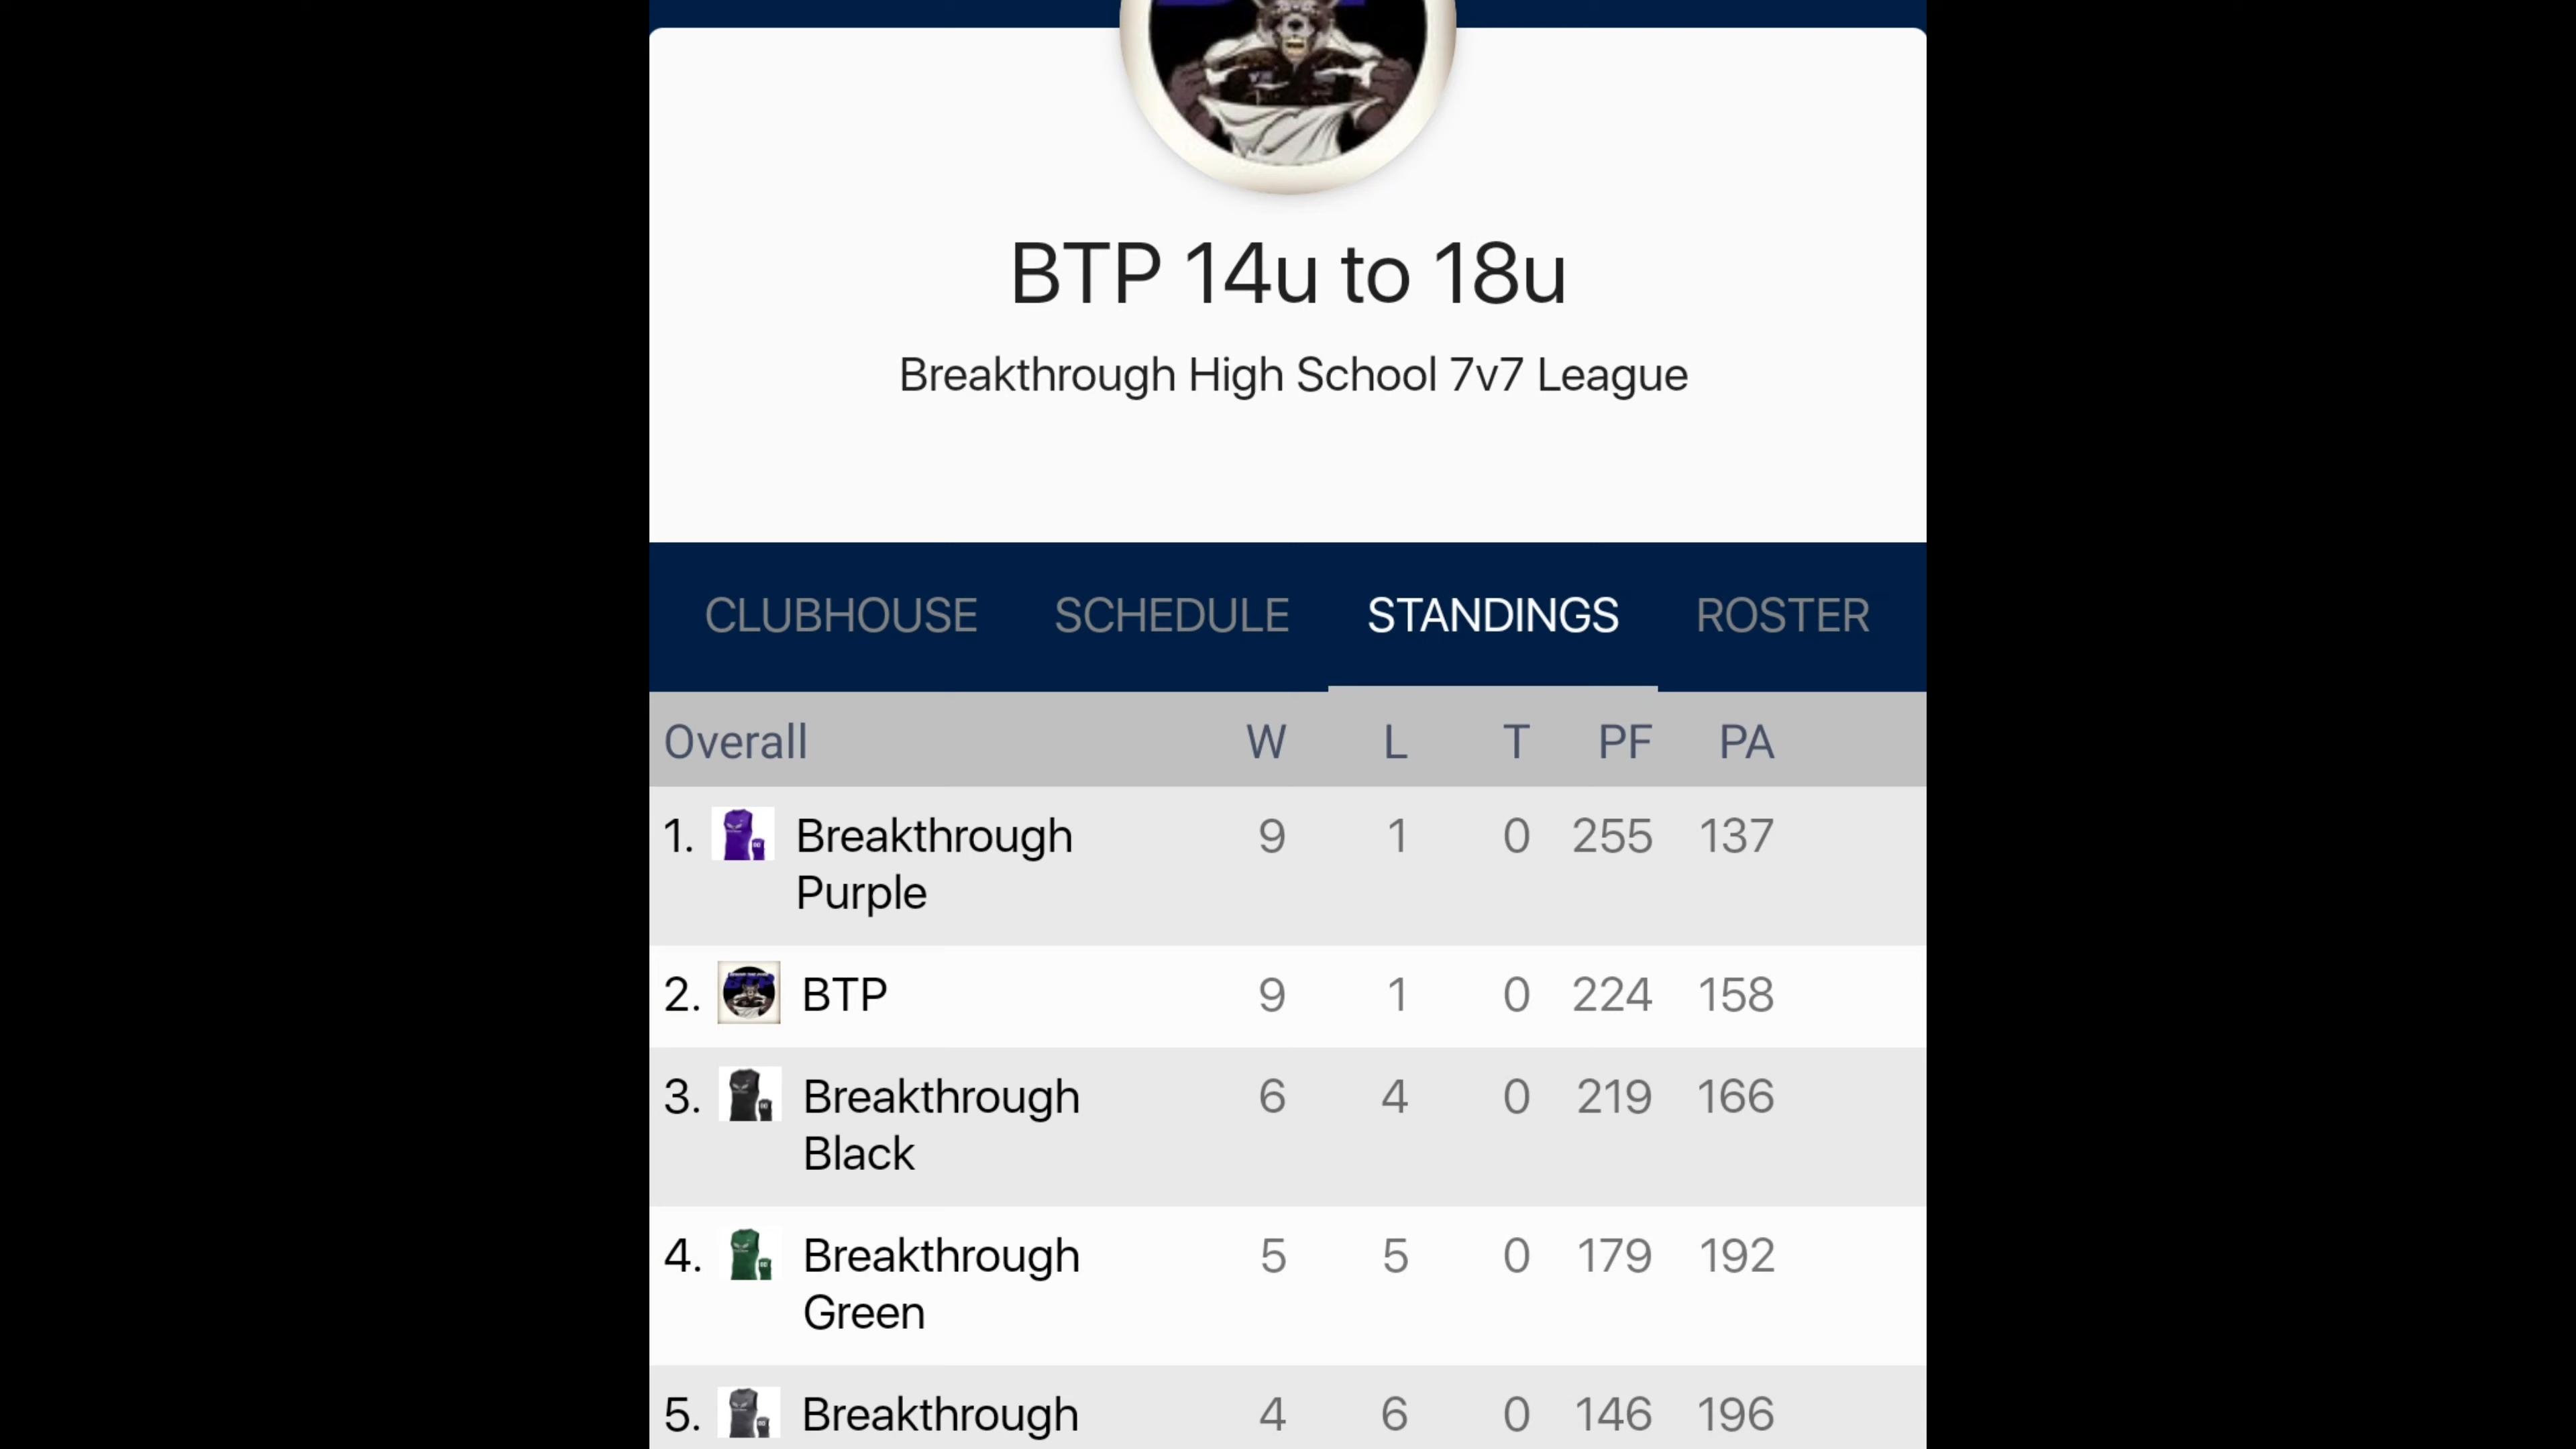 BTP 14u to 18u
Breakthrough High School 7v7 League
CLUBHOUSE SCHEDULE STANDINGS ROSTER
Overall W L T PF PA
1. Breakthrough 9 1 0 255 137
Purple
2. BTP 9 1 0 224 158
3. Breakthrough 6 4 0 219 166
Black
4. Breakthrough 5 5 0 179 192
Green
5. Breakthrough 4 6 0 146 196